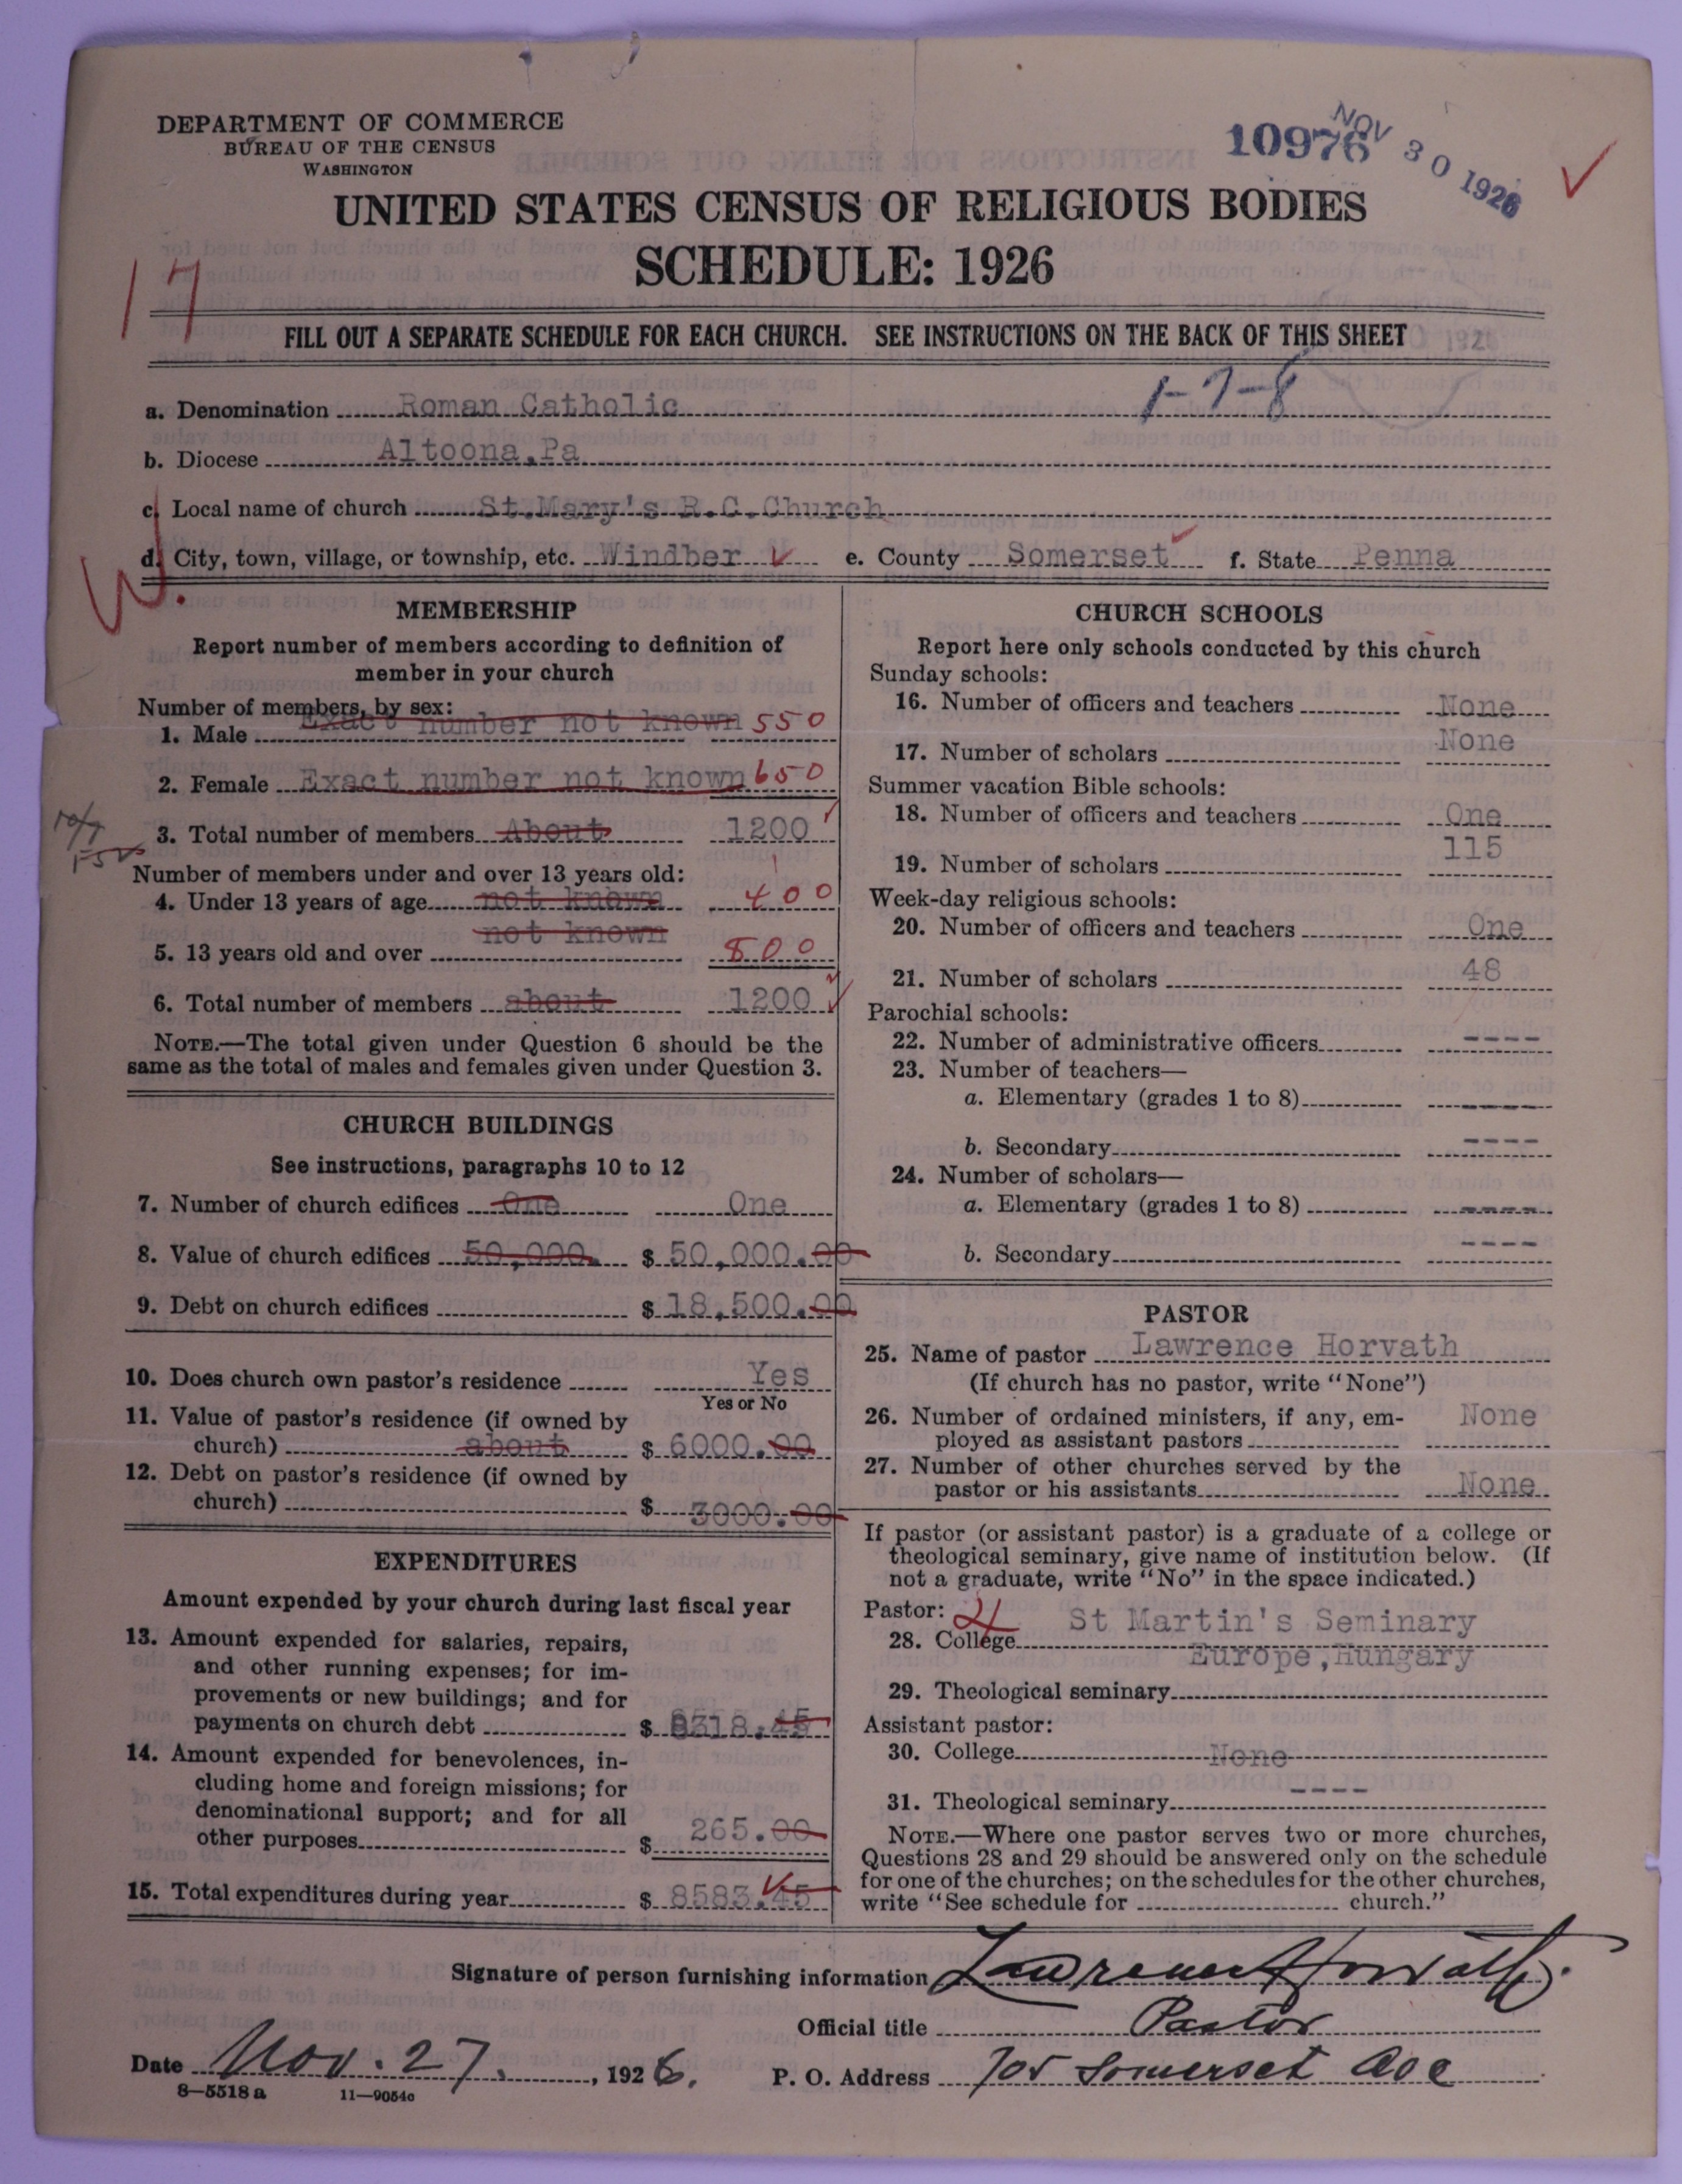 DEPARTMENT OF COMMERCE
BUREAU OF THE CENSUS
WASHINGTON
10976
NOV 30 1926
UNITED STATES CENSUS OF RELIGIOUS BODIES
SCHEDULE: 1926
17
FILL OUT A SEPARATE SCHEDULE FOR EACH CHURCH. SEE INSTRUCTIONS ON THE BACK OF THIS SHEET
1-7-8
a. Denomination Roman Catholic
b. Diocese Altoona, Pa
c. Local name of church St. Mary's R.C. Church
d. City, town, village, or township, etc. Windber e. County Somerset f. State Penna
W.
MEMBERSHIP
Report number of members according to definition of
member in your church
Number of members, by sex:
1. Male Exact number not known 550
2. Female Exact number not known 650
3. Total number of members About 1200
Number of members under and over 13 years old:
4. Under 13 years of age not known 400
5. 13 years old and over not known 800
6. Total number of members about 1200
NOTE.—The total given under Question 6 should be the
same as the total of males and females given under Question 3.
CHURCH BUILDINGS
See instructions, paragraphs 10 to 12
7. Number of church edifices One One
8. Value of church edifices 50,000. $ 50,000.00
9. Debt on church edifices $ 18,500.00
10. Does church own pastor's residence Yes
Yes or No
11. Value of pastor's residence (if owned by
church) about $ 6000.00
12. Debt on pastor's residence (if owned by
church) $ 3000.00
EXPENDITURES
Amount expended by your church during last fiscal year
13. Amount expended for salaries, repairs,
and other running expenses; for im-
provements or new buildings; and for
payments on church debt $ 8318.45
14. Amount expended for benevolences, in-
cluding home and foreign missions; for
denominational support; and for all
other purposes $ 265.00
15. Total expenditures during year $ 8583.45
CHURCH SCHOOLS
Report here only schools conducted by this church
Sunday schools:
16. Number of officers and teachers None
17. Number of scholars None
Summer vacation Bible schools:
18. Number of officers and teachers One
19. Number of scholars 115
Week-day religious schools:
20. Number of officers and teachers One
21. Number of scholars 48
Parochial schools:
22. Number of administrative officers ----
23. Number of teachers—
a. Elementary (grades 1 to 8) ----
b. Secondary ----
24. Number of scholars—
a. Elementary (grades 1 to 8) ----
b. Secondary ----
PASTOR
25. Name of pastor Lawrence Horvath
(If church has no pastor, write "None")
26. Number of ordained ministers, if any, em-
ployed as assistant pastors None
27. Number of other churches served by the
pastor or his assistants None
If pastor (or assistant pastor) is a graduate of a college or
theological seminary, give name of institution below. (If
not a graduate, write "No" in the space indicated.)
Pastor:
28. College St Martin's Seminary
Europe, Hungary
29. Theological seminary
Assistant pastor:
30. College None
31. Theological seminary ----
NOTE.—Where one pastor serves two or more churches,
Questions 28 and 29 should be answered only on the schedule
for one of the churches; on the schedules for the other churches,
write "See schedule for church."
Signature of person furnishing information Lawrence Horvath
Official title Pastor
Date Nov. 27, 1926. P. O. Address 705 Somerset Ave
8—5518 a 11—9054c